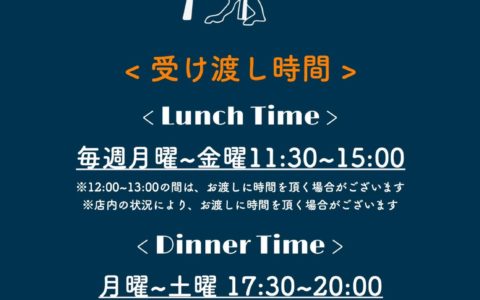 < 受け渡し時間 >
< Lunch Time >
毎週月曜~金曜11:30~15:00
※12:00~13:00の間は、お渡しに時間を頂く場合がございます
※店内の状況により、お渡しに時間を頂く場合がございます
< Dinner Time >
月曜~土曜 17:30~20:00